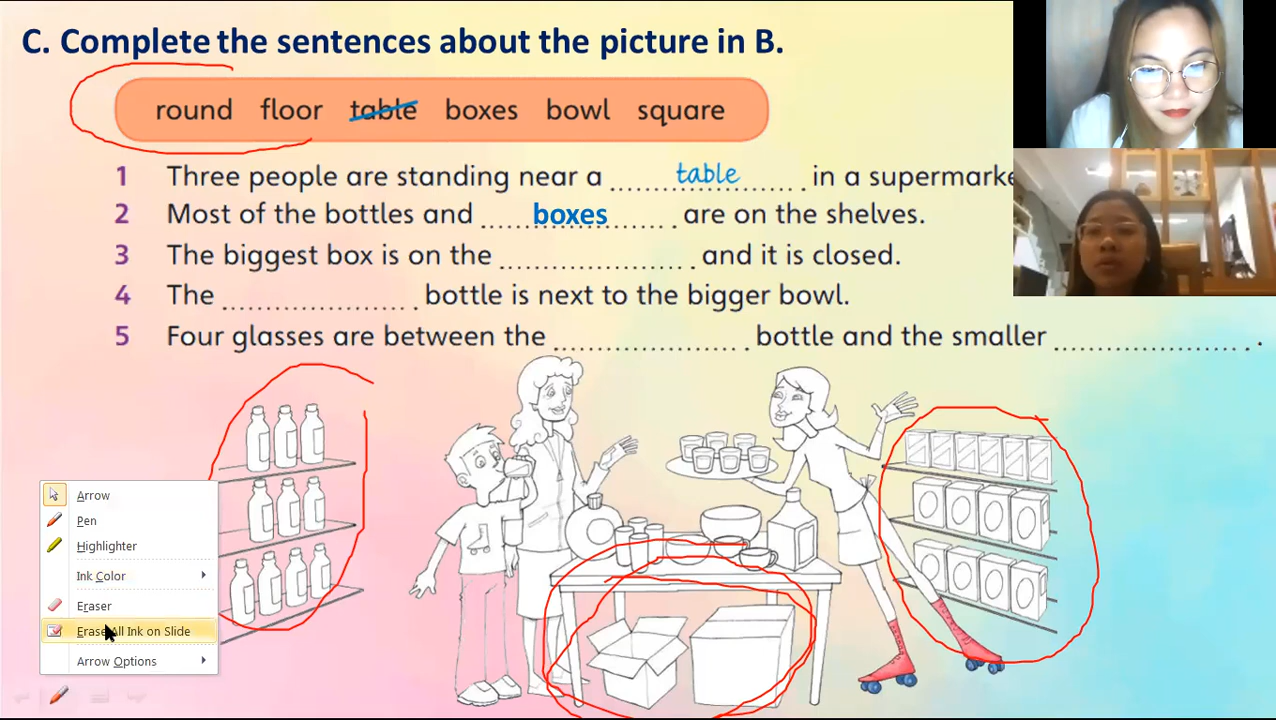 C. Complete the sentences about the picture in B.
round floor table boxes bowl square
1 Three people are standing near a table in a supermarke
2 Most of the bottles and boxes are on the shelves.
3 The biggest box is on the .................... and it is closed.
4 The .................... bottle is next to the bigger bowl.
5 Four glasses are between the .................... bottle and the smaller .................... .
Arrow
Pen
Highlighter
Ink Color
Eraser
Erase All Ink on Slide
Arrow Options